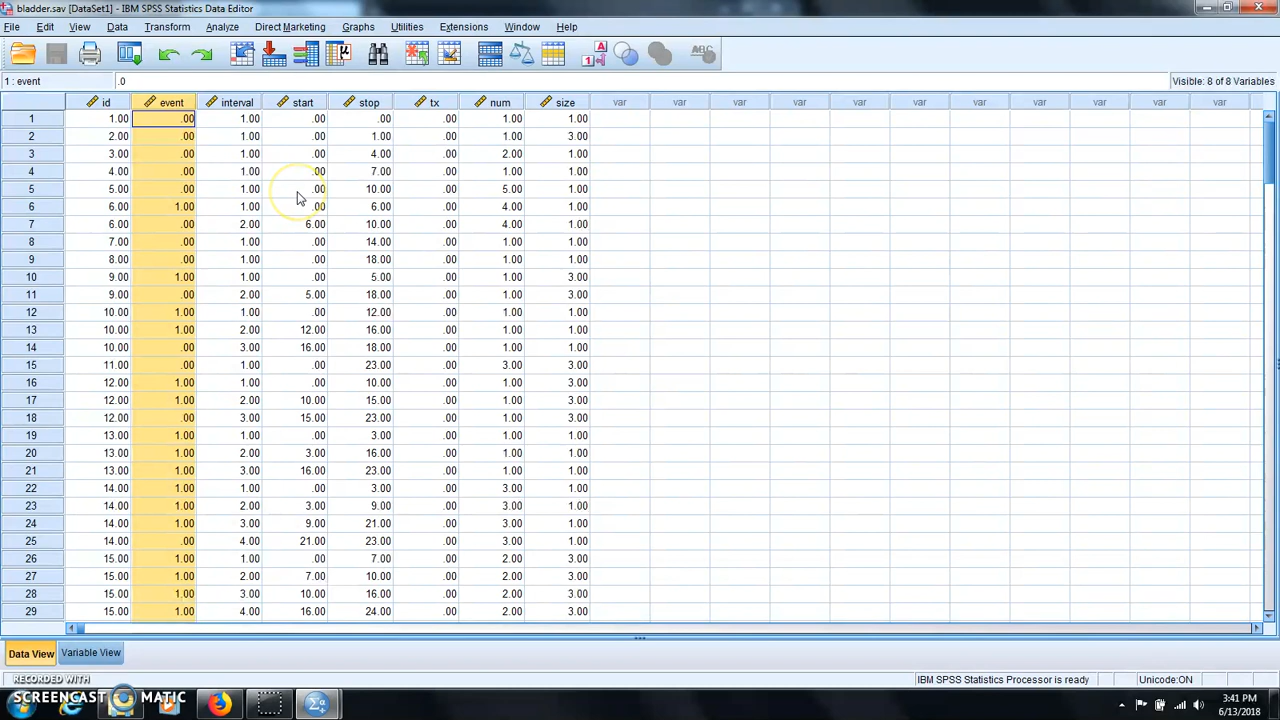 bladder.sav [DataSet1] - IBM SPSS Statistics Data Editor
File Edit View Data Transform Analyze Direct Marketing Graphs Utilities Extensions Window Help
1 : event .0 Visible: 8 of 8 Variables
id event interval start stop tx num size var var var var var var var var var var var
1 1.00 .00 1.00 .00 .00 .00 1.00 1.00
2 2.00 .00 1.00 .00 1.00 .00 1.00 3.00
3 3.00 .00 1.00 .00 4.00 .00 2.00 1.00
4 4.00 .00 1.00 .00 7.00 .00 1.00 1.00
5 5.00 .00 1.00 .00 10.00 .00 5.00 1.00
6 6.00 1.00 1.00 .00 6.00 .00 4.00 1.00
7 6.00 .00 2.00 6.00 10.00 .00 4.00 1.00
8 7.00 .00 1.00 .00 14.00 .00 1.00 1.00
9 8.00 .00 1.00 .00 18.00 .00 1.00 1.00
10 9.00 1.00 1.00 .00 5.00 .00 1.00 3.00
11 9.00 .00 2.00 5.00 18.00 .00 1.00 3.00
12 10.00 1.00 1.00 .00 12.00 .00 1.00 1.00
13 10.00 1.00 2.00 12.00 16.00 .00 1.00 1.00
14 10.00 .00 3.00 16.00 18.00 .00 1.00 1.00
15 11.00 .00 1.00 .00 23.00 .00 3.00 3.00
16 12.00 1.00 1.00 .00 10.00 .00 1.00 3.00
17 12.00 1.00 2.00 10.00 15.00 .00 1.00 3.00
18 12.00 .00 3.00 15.00 23.00 .00 1.00 3.00
19 13.00 1.00 1.00 .00 3.00 .00 1.00 1.00
20 13.00 1.00 2.00 3.00 16.00 .00 1.00 1.00
21 13.00 1.00 3.00 16.00 23.00 .00 1.00 1.00
22 14.00 1.00 1.00 .00 3.00 .00 3.00 1.00
23 14.00 1.00 2.00 3.00 9.00 .00 3.00 1.00
24 14.00 1.00 3.00 9.00 21.00 .00 3.00 1.00
25 14.00 .00 4.00 21.00 23.00 .00 3.00 1.00
26 15.00 1.00 1.00 .00 7.00 .00 2.00 3.00
27 15.00 1.00 2.00 7.00 10.00 .00 2.00 3.00
28 15.00 1.00 3.00 10.00 16.00 .00 2.00 3.00
29 15.00 1.00 4.00 16.00 24.00 .00 2.00 3.00
Data View Variable View
RECORDED WITH IBM SPSS Statistics Processor is ready Unicode:ON
SCREENCAST MATIC 3:41 PM
6/13/2018